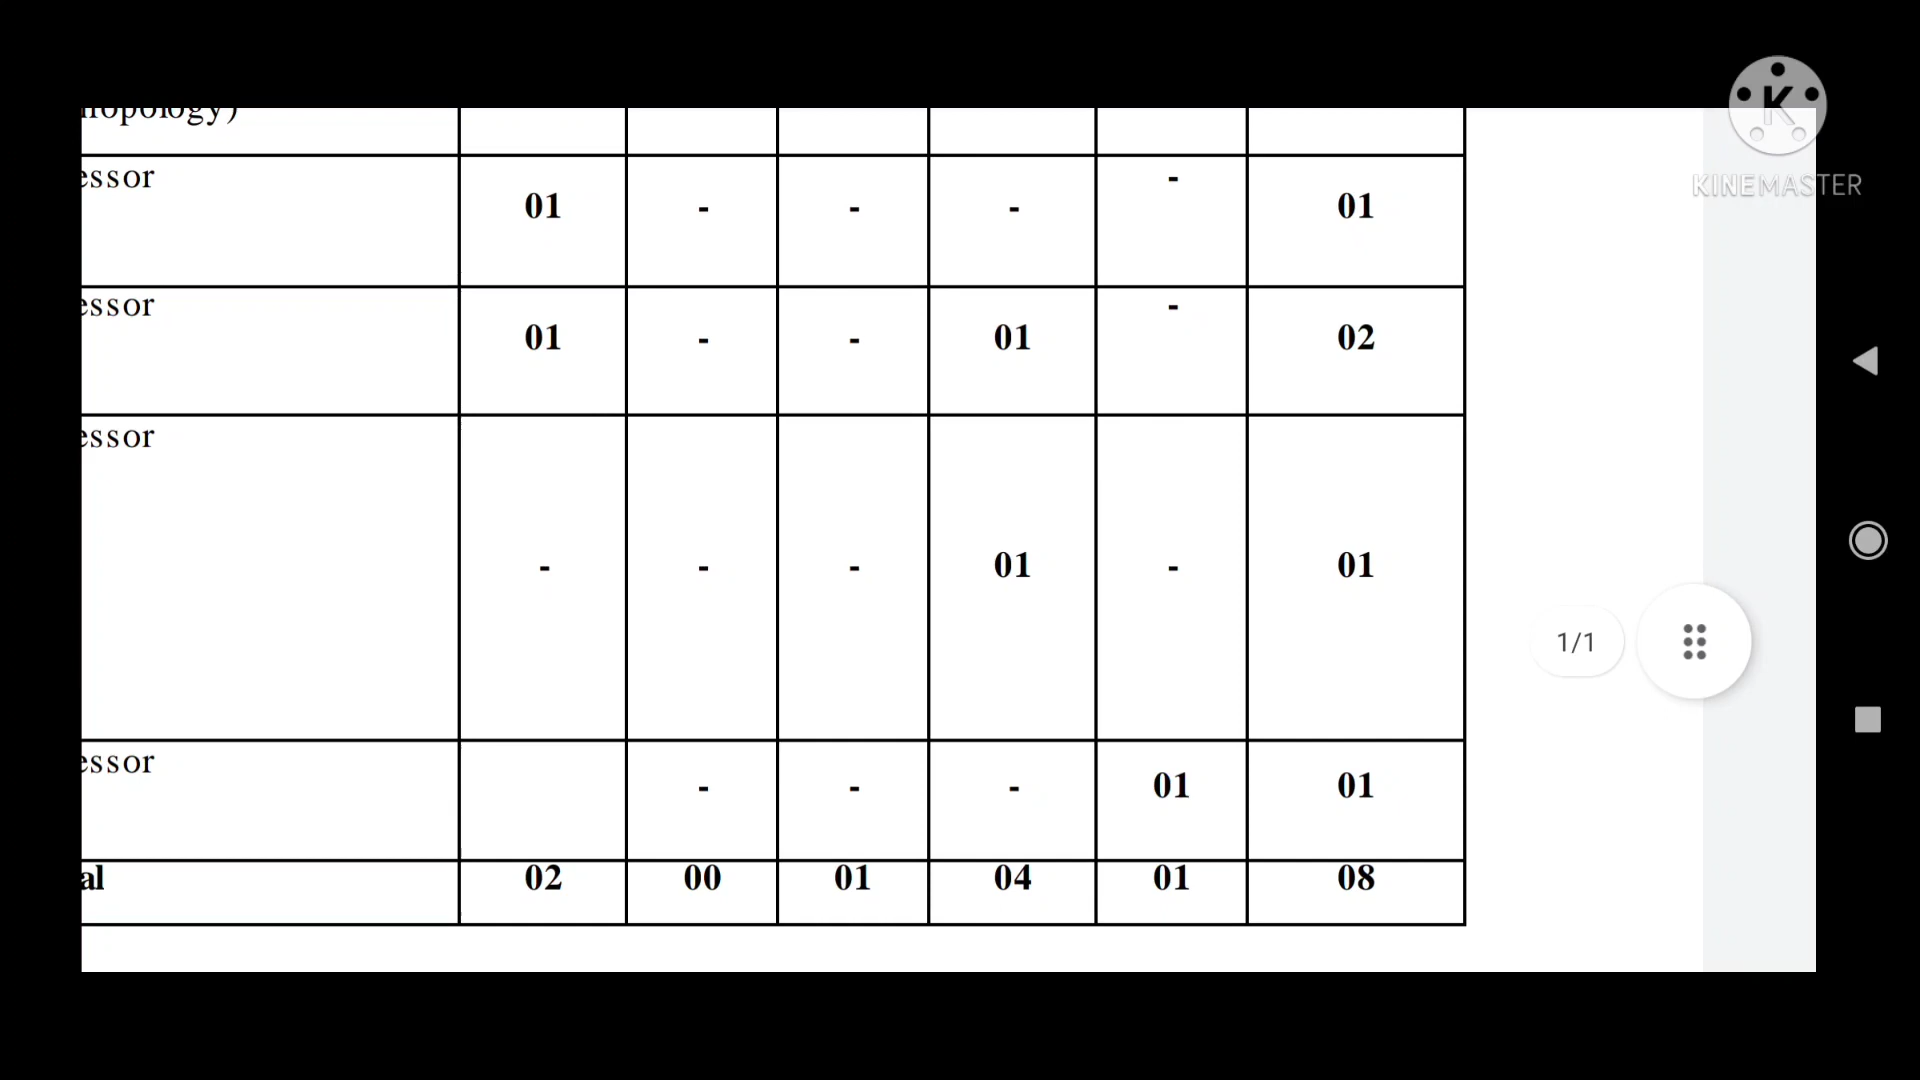 hopology)
essor 01 - - - - 01
essor 01 - - 01 - 02
essor - - - 01 - 01
essor - - - 01 01
al 02 00 01 04 01 08
1/1
K
KINEMASTER